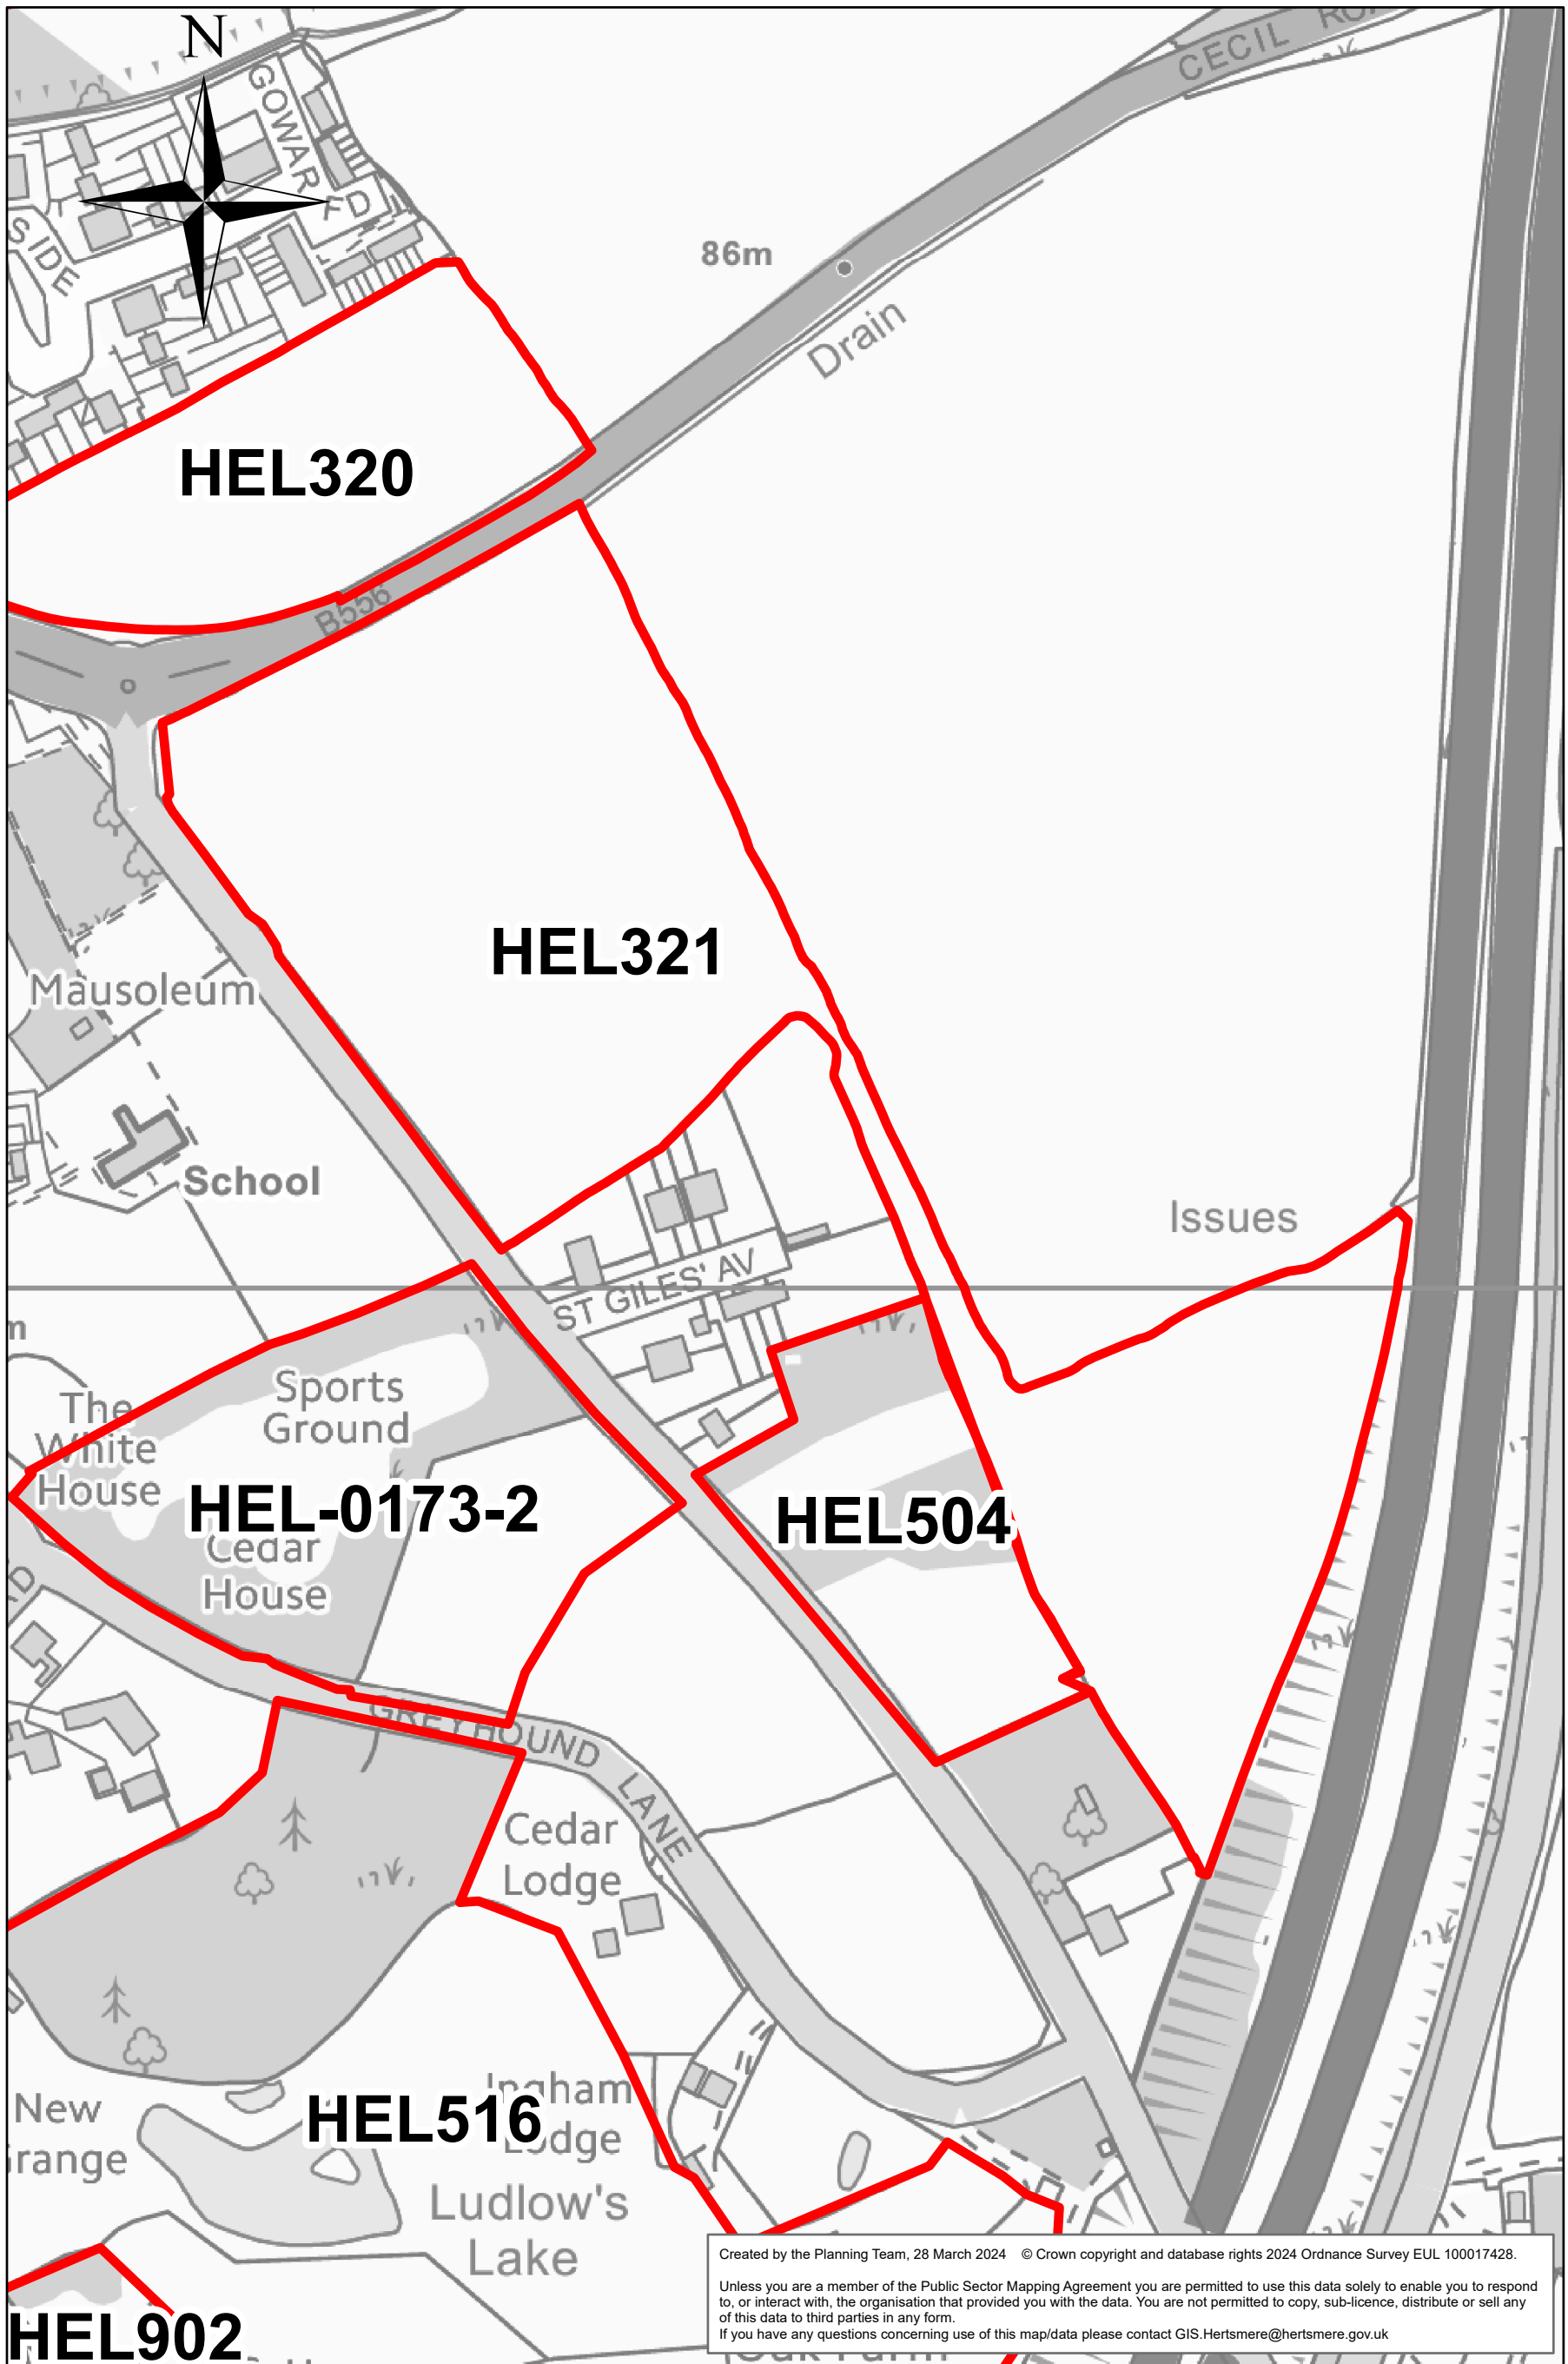 N
GOWAR FD
CECIL
SIDE
86m
Drain
HEL320
B556
HEL321
Mausoleum
School
Issues
ST GILES' AV
Sports
Ground
The
White
House
HEL-0173-2
HEL504
Cedar
House
GREYHOUND LANE
Cedar
Lodge
New
HEL516
Ingham
Lodge
Ludlow's
Lake
HEL902
Created by the Planning Team, 28 March 2024 © Crown copyright and database rights 2024 Ordnance Survey EUL 100017428.
Unless you are a member of the Public Sector Mapping Agreement you are permitted to use this data solely to enable you to respond
to, or interact with, the organisation that provided you with the data. You are not permitted to copy, sub-licence, distribute or sell any
of this data to third parties in any form.
If you have any questions concerning use of this map/data please contact GIS.Hertsmere@hertsmere.gov.uk